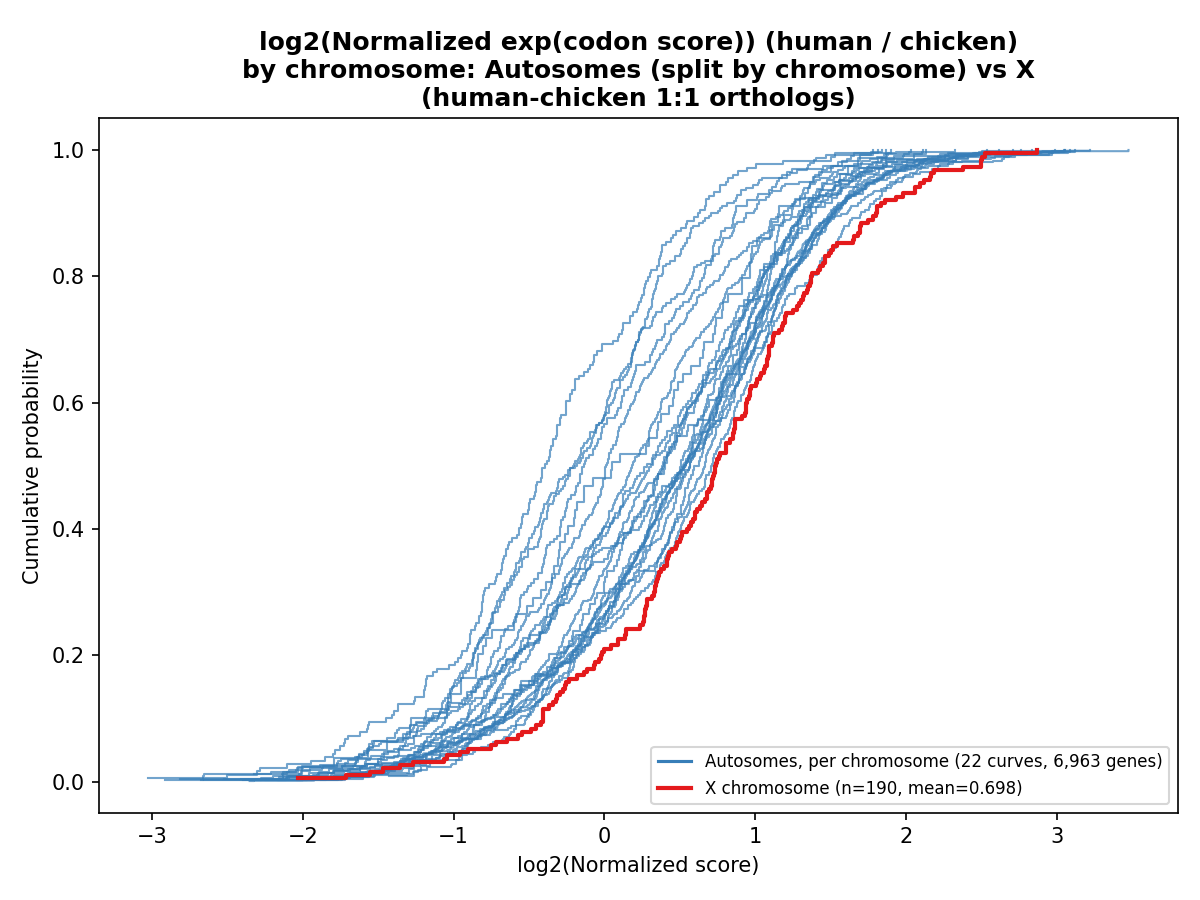 log2(Normalized exp(codon score)) (human / chicken)
by chromosome: Autosomes (split by chromosome) vs X
(human-chicken 1:1 orthologs)
1.0
0.8
0.6
0.4
0.2
0.0
Cumulative probability
Autosomes, per chromosome (22 curves, 6,963 genes)
X chromosome (n=190, mean=0.698)
−3
−2
−1
0
1
2
3
log2(Normalized score)